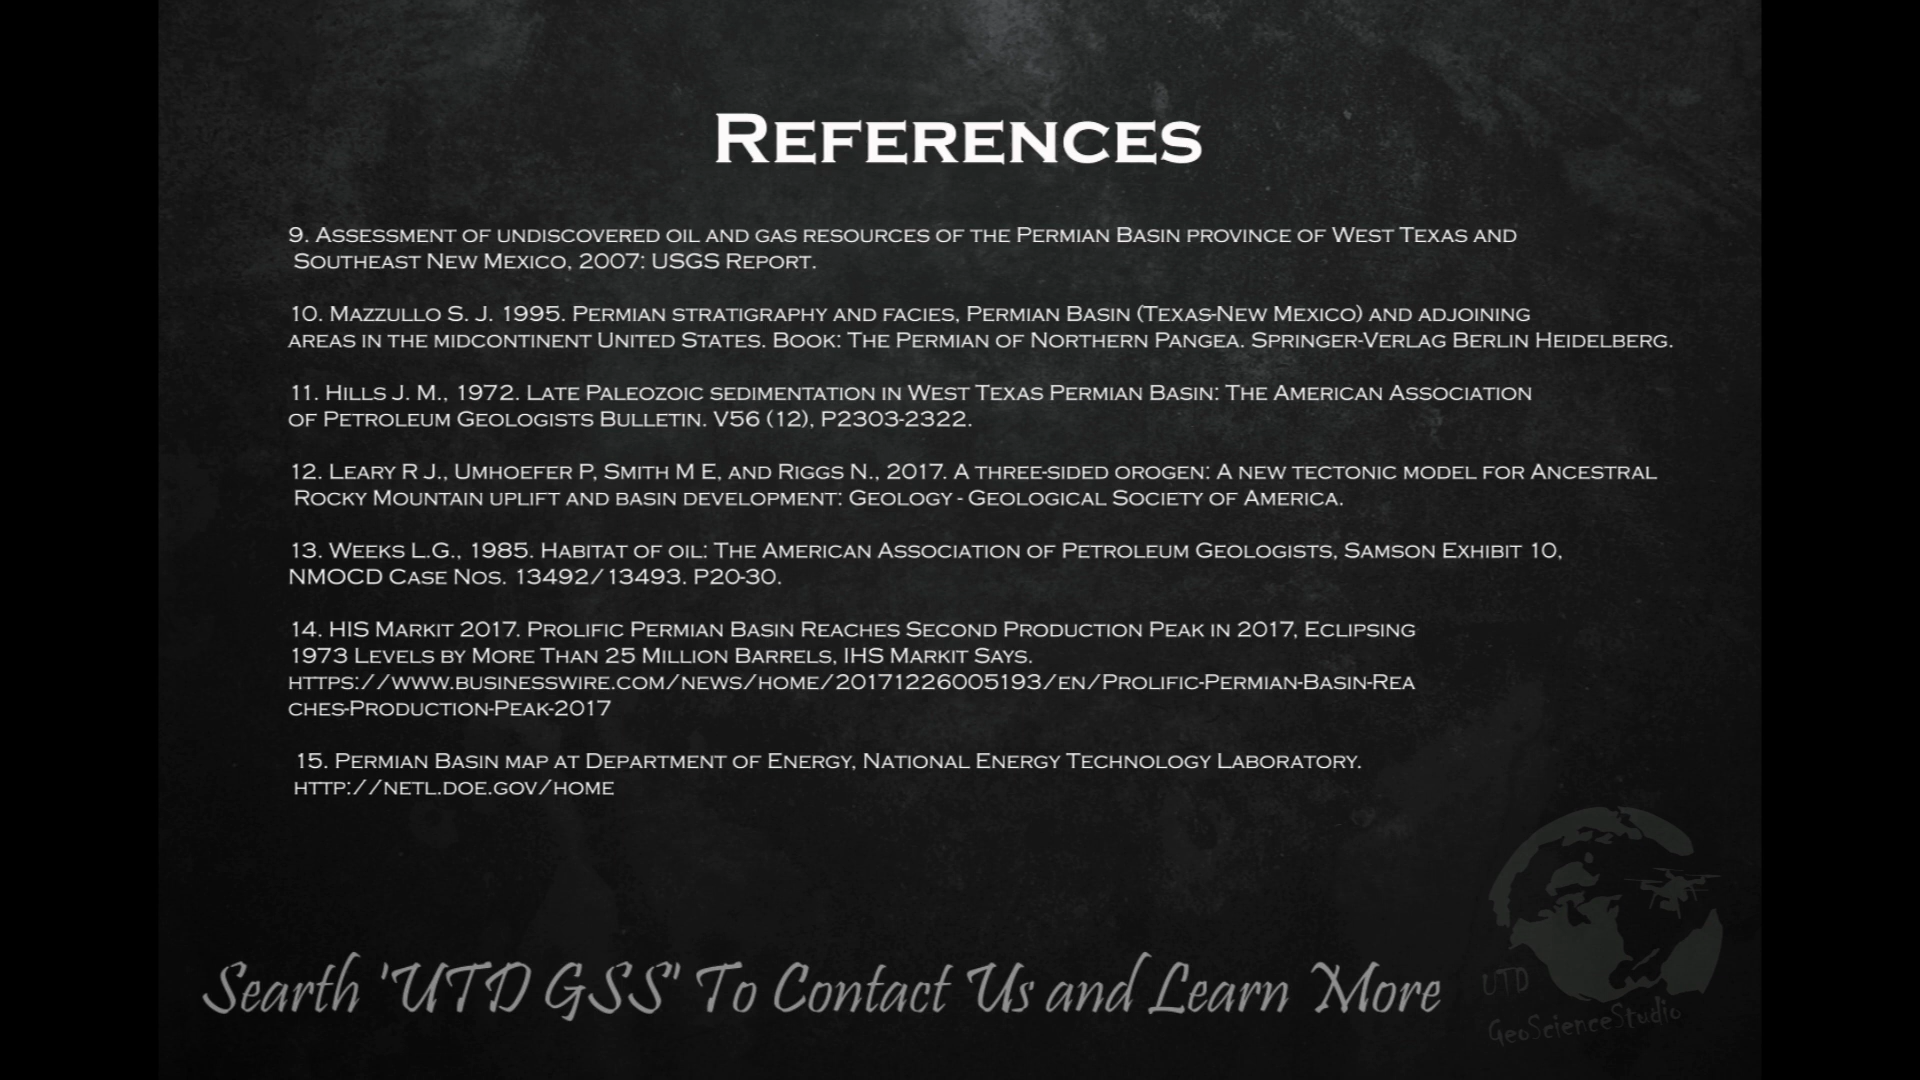 References
9. Assessment of undiscovered oil and gas resources of the Permian Basin province of West Texas and
Southeast New Mexico, 2007: USGS Report.
10. Mazzullo S. J. 1995. Permian stratigraphy and facies, Permian Basin (Texas-New Mexico) and adjoining
areas in the midcontinent United States. Book: The Permian of Northern Pangea. Springer-Verlag Berlin Heidelberg.
11. Hills J. M., 1972. Late Paleozoic sedimentation in West Texas Permian Basin: The American Association
of Petroleum Geologists Bulletin. V56 (12), P2303-2322.
12. Leary R J., Umhoefer P, Smith M E, and Riggs N., 2017. A three-sided orogen: A new tectonic model for Ancestral
Rocky Mountain uplift and basin development: Geology - Geological Society of America.
13. Weeks L.G., 1985. Habitat of oil: The American Association of Petroleum Geologists, Samson Exhibit 10,
NMOCD Case Nos. 13492/13493. P20-30.
14. HIS Markit 2017. Prolific Permian Basin Reaches Second Production Peak in 2017, Eclipsing
1973 Levels by More Than 25 Million Barrels, IHS Markit Says.
https://www.businesswire.com/news/home/20171226005193/en/Prolific-Permian-Basin-Rea
ches-Production-Peak-2017
15. Permian Basin map at Department of Energy, National Energy Technology Laboratory.
http://netl.doe.gov/home
Searth 'UTD GSS' To Contact Us and Learn More
UTD
GeoScienceStudio